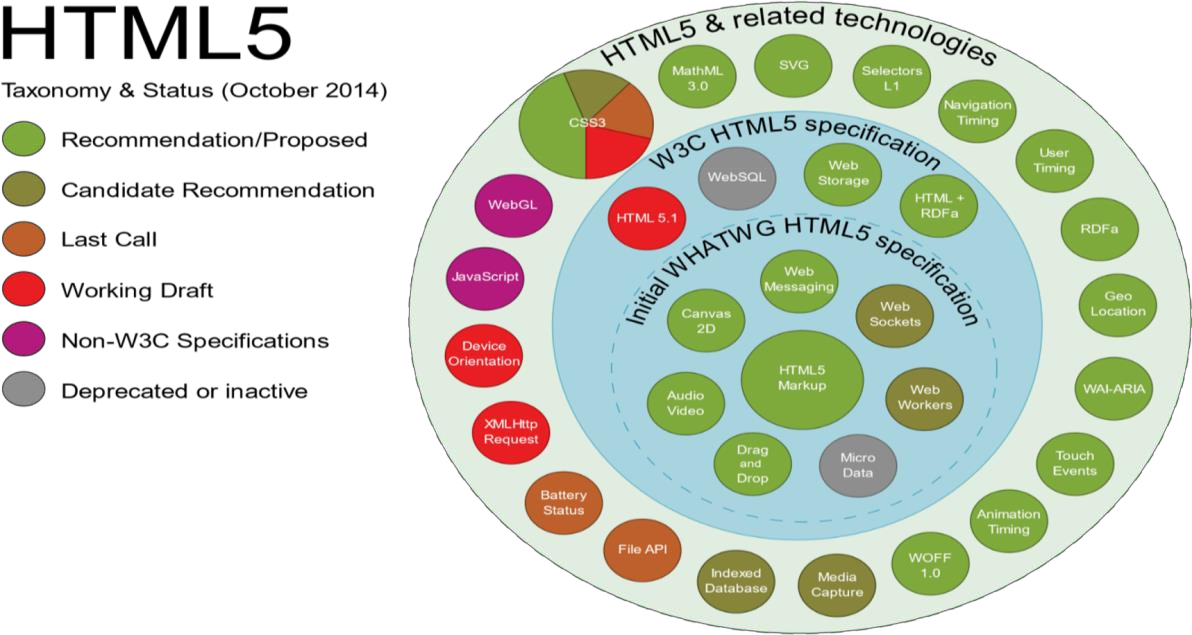 HTML5
Taxonomy & Status (October 2014)
Recommendation/Proposed
Candidate Recommendation
Last Call
Working Draft
Non-W3C Specifications
Deprecated or inactive
HTML5 & related technologies
CSS3
MathML
3.0
SVG
Selectors
L1
Navigation
Timing
User
Timing
RDFa
Geo
Location
WAI-ARIA
Touch
Events
Animation
Timing
WOFF
1.0
Media
Capture
Indexed
Database
File API
Battery
Status
XMLHttp
Request
Device
Orientation
JavaScript
WebGL
W3C HTML5 specification
HTML 5.1
WebSQL
Web
Storage
HTML +
RDFa
Initial WHATWG HTML5 specification
Web
Messaging
Canvas
2D
Web
Sockets
HTML5
Markup
Audio
Video
Web
Workers
Drag
and
Drop
Micro
Data